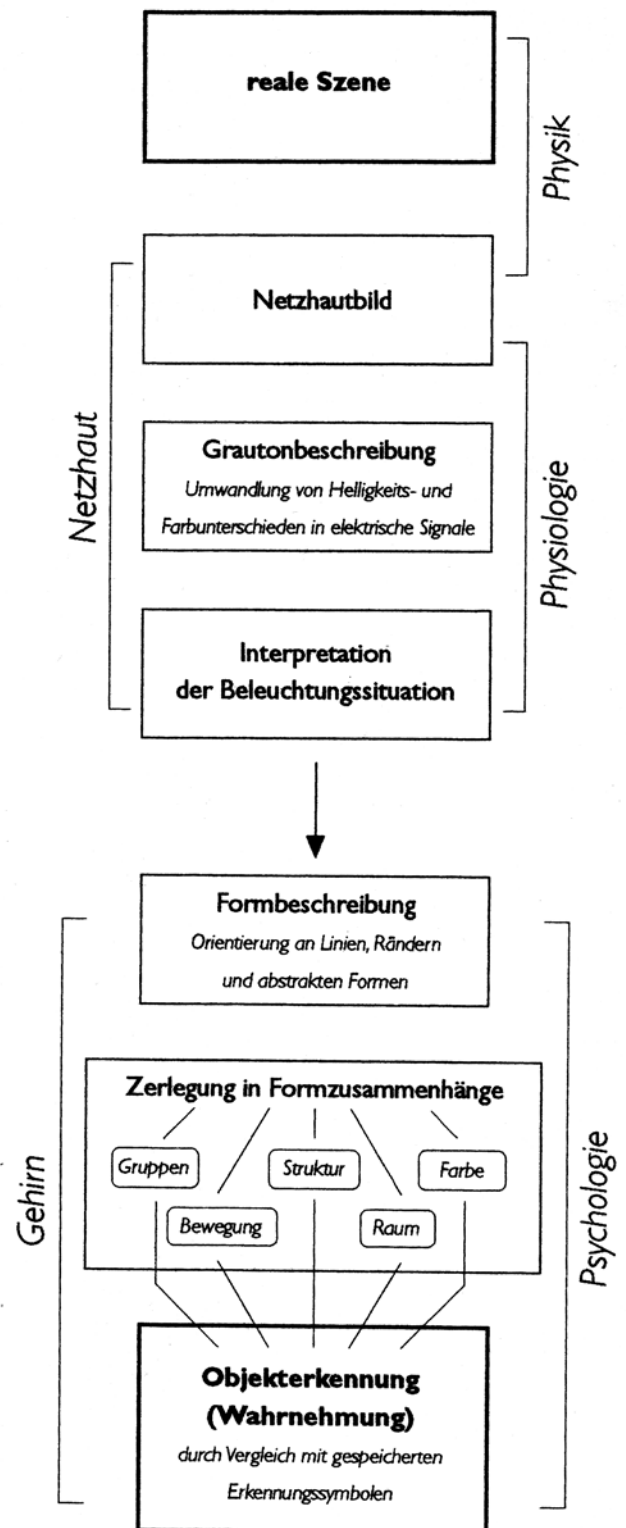 reale Szene
Physik
Netzhautbild
Netzhaut
Grautonbeschreibung
Umwandlung von Helligkeits- und
Farbunterschieden in elektrische Signale
Physiologie
Interpretation
der Beleuchtungssituation
Formbeschreibung
Orientierung an Linien, Rändern
und abstrakten Formen
Zerlegung in Formzusammenhänge
Gruppen
Struktur
Farbe
Bewegung
Raum
Gehirn
Psychologie
Objekterkennung
(Wahrnehmung)
durch Vergleich mit gespeicherten
Erkennungssymbolen